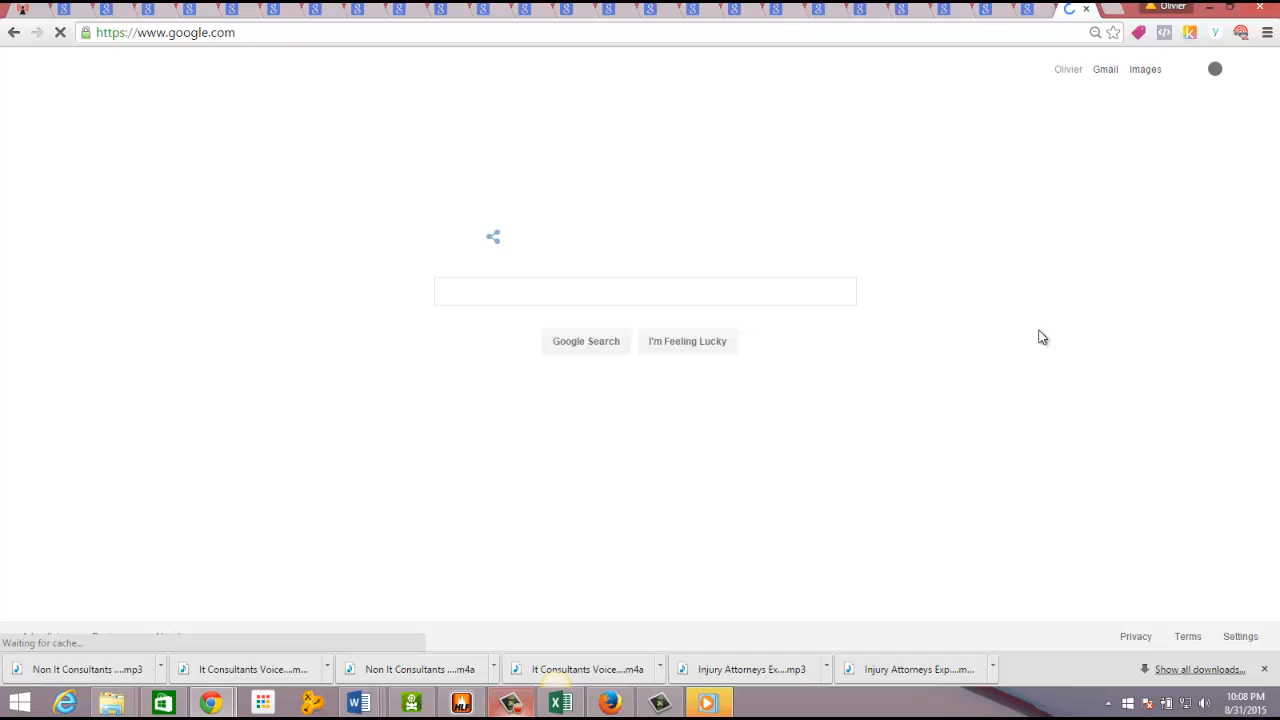 Olivier
https://www.google.com
Olivier Gmail Images
Google Search I'm Feeling Lucky
Privacy Terms Settings
Waiting for cache...
Non It Consultants ....mp3 It Consultants Voice....m... Non It Consultants ....m4a It Consultants Voice....m4a Injury Attorneys Ex....mp3 Injury Attorneys Exp....m... Show all downloads...
HLF
10:08 PM
8/31/2015